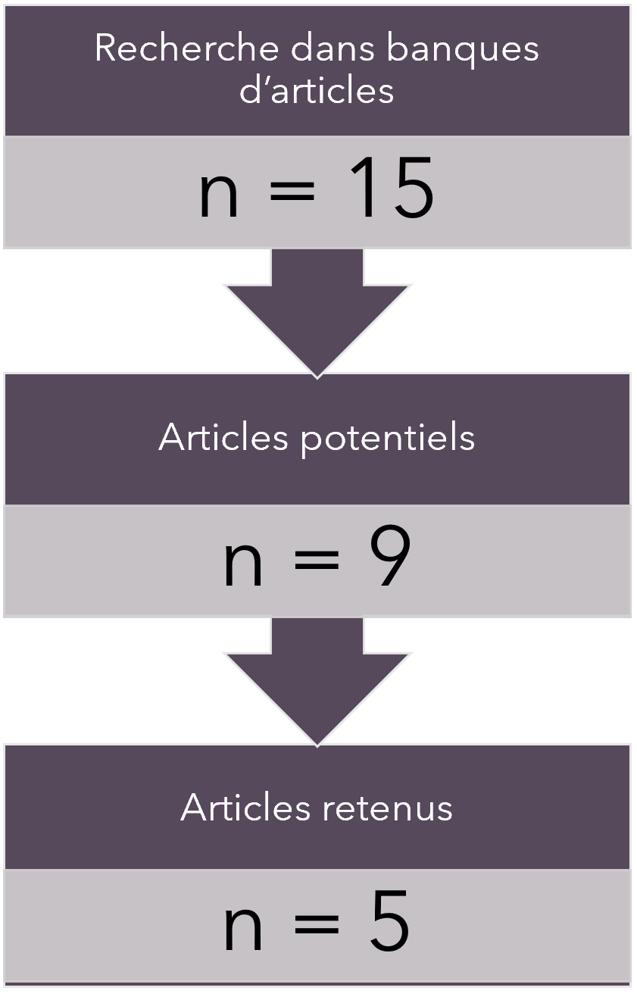 Recherche dans banques
d’articles
n = 15
Articles potentiels
n = 9
Articles retenus
n = 5